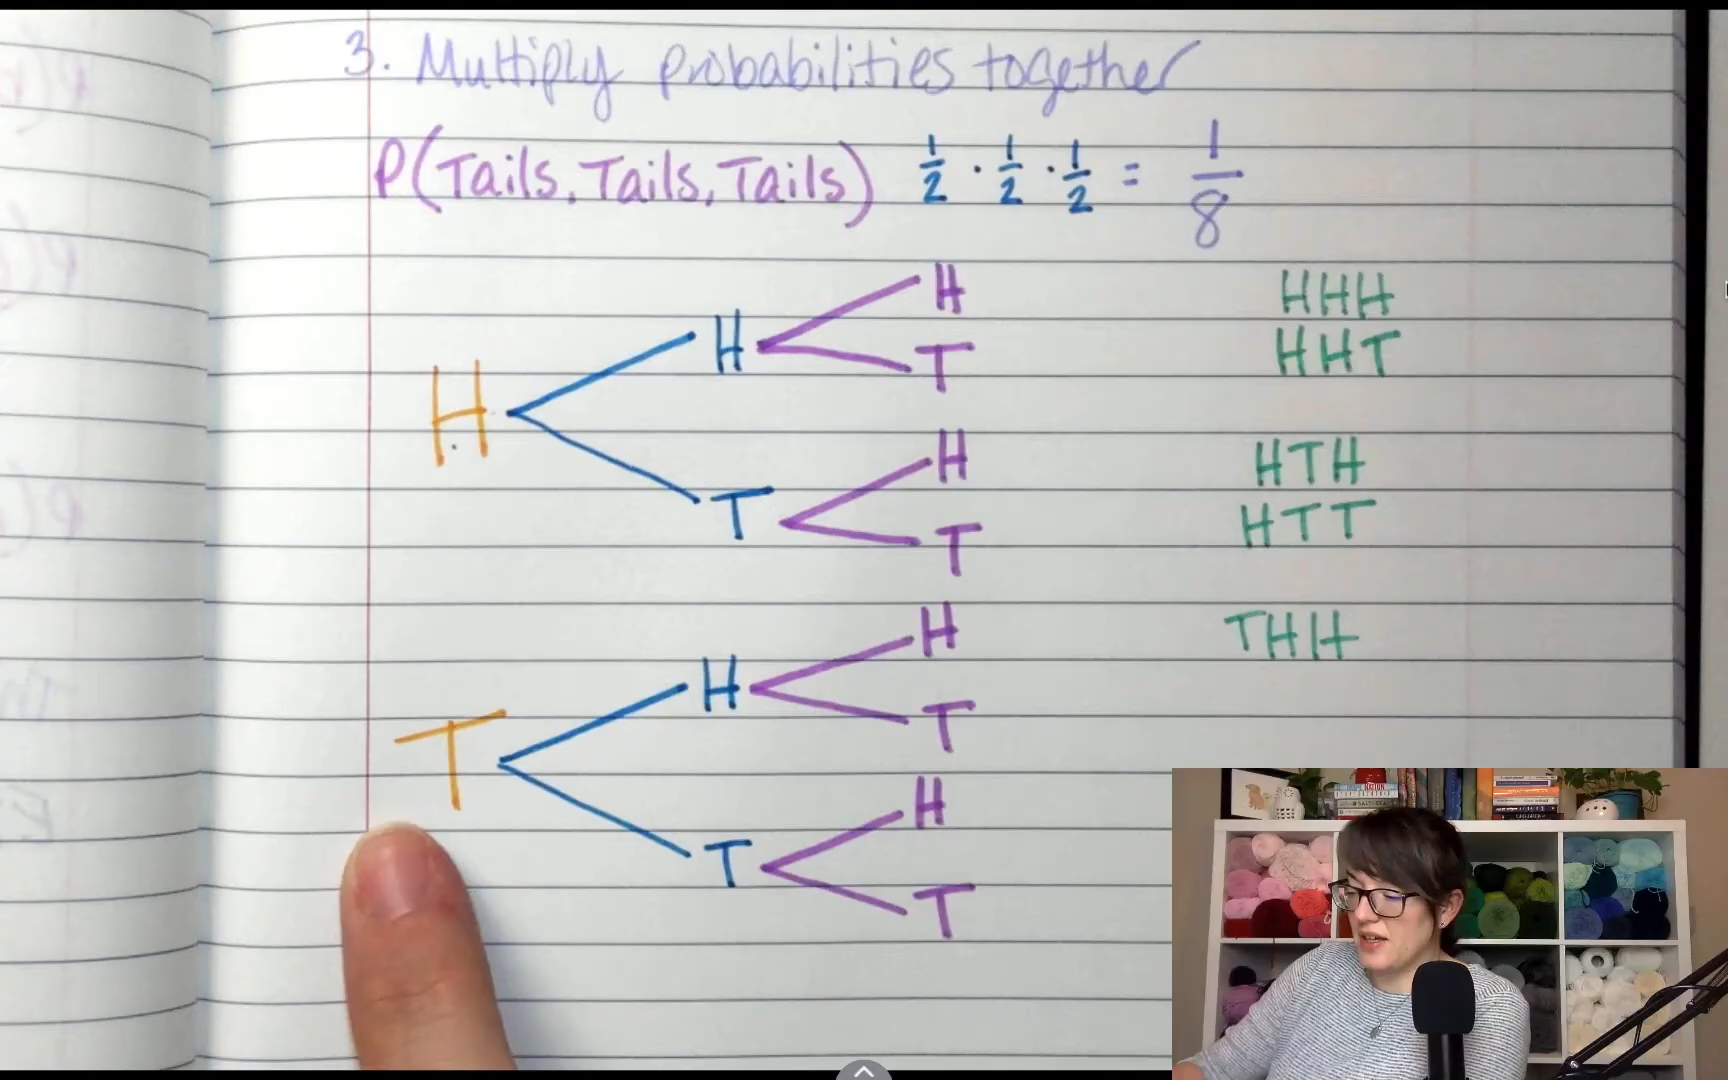 3. Multiply probabilities together
P(Tails, Tails, Tails) 1/2 · 1/2 · 1/2 = 1/8
H
H
H
T
T
H
T
T
H
H
T
T
H
T
HHH
HHT
HTH
HTT
THH